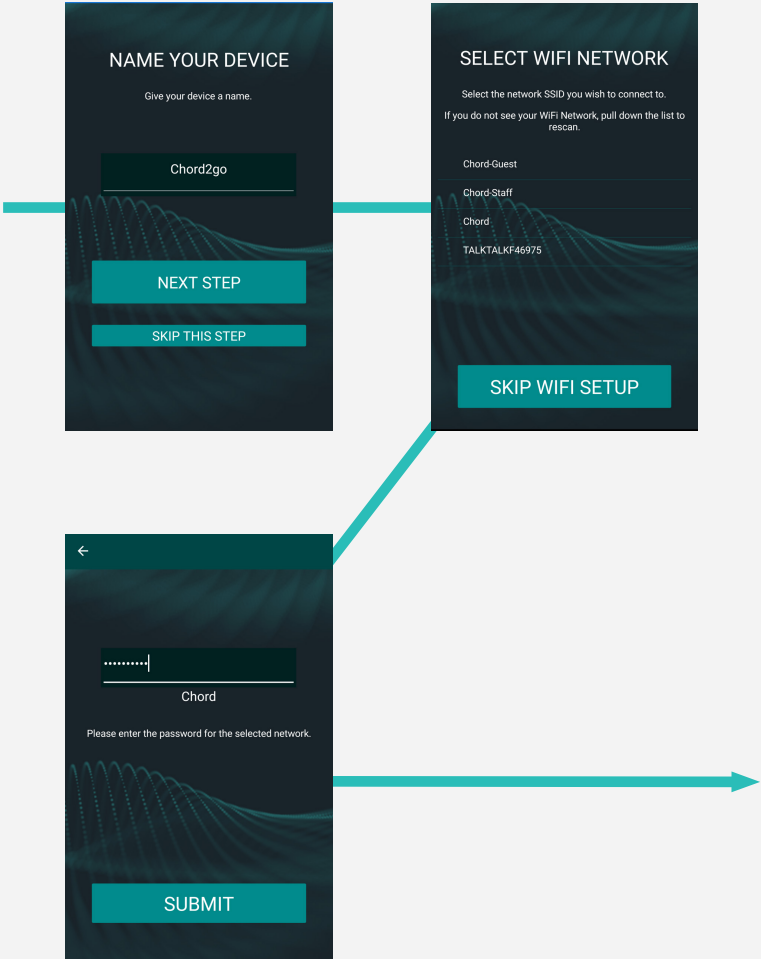 NAME YOUR DEVICE
Give your device a name.
Chord2go
NEXT STEP
SKIP THIS STEP
SELECT WIFI NETWORK
Select the network SSID you wish to connect to.
If you do not see your WiFi Network, pull down the list to
rescan.
Chord-Guest
Chord-Staff
Chord
TALKTALKF46975
SKIP WIFI SETUP
••••••••••
Chord
Please enter the password for the selected network.
SUBMIT